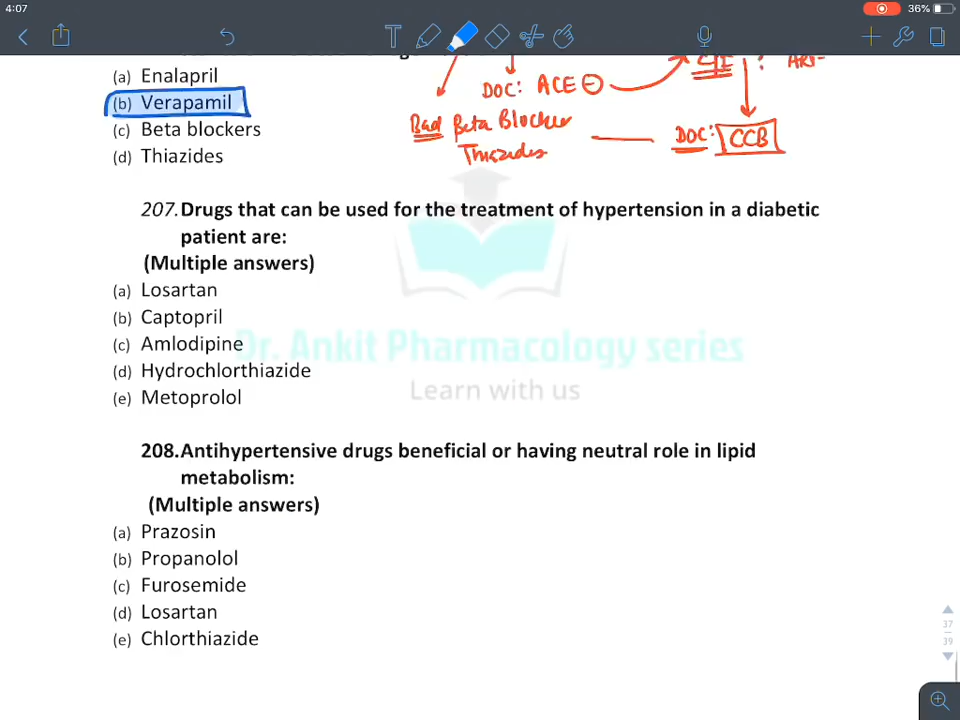 4:07
36%
T
(a) Enalapril
DOC: ACE ⊖
(b) Verapamil
(c) Beta blockers
Bad Beta Blocker
DOC: CCB
(d) Thiazides
Thiazides
207. Drugs that can be used for the treatment of hypertension in a diabetic
patient are:
(Multiple answers)
(a) Losartan
(b) Captopril
(c) Amlodipine
Dr. Ankit Pharmacology series
(d) Hydrochlorthiazide
Learn with us
(e) Metoprolol
208. Antihypertensive drugs beneficial or having neutral role in lipid
metabolism:
(Multiple answers)
(a) Prazosin
(b) Propanolol
(c) Furosemide
(d) Losartan
(e) Chlorthiazide
37
39